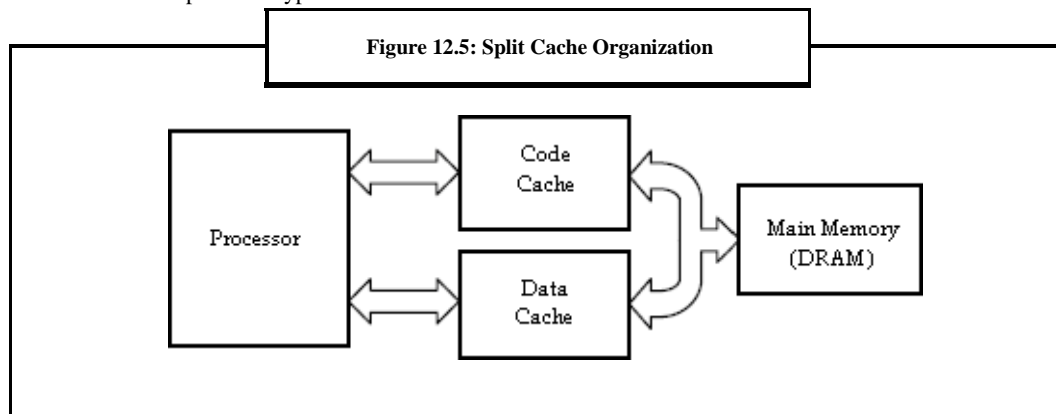 Figure 12.5: Split Cache Organization
Code
Cache
Processor
Main Memory
(DRAM)
Data
Cache